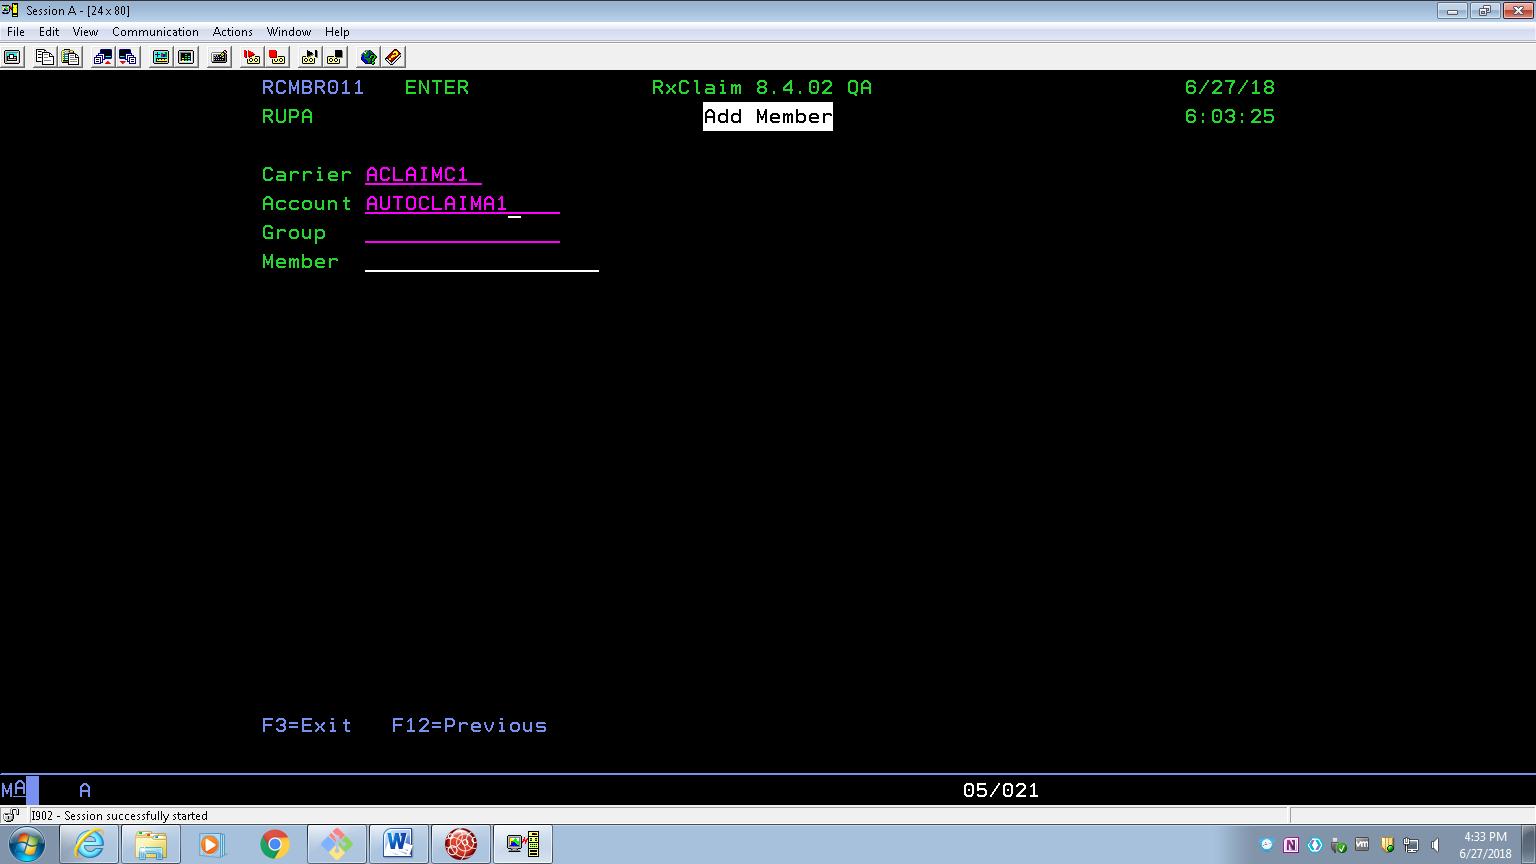 Session A - [24 x 80]
File Edit View Communication Actions Window Help
RCMBR011 ENTER RxClaim 8.4.02 QA 6/27/18
RUPA Add Member 6:03:25
Carrier ACLAIMC1
Account AUTOCLAIMA1
Group
Member
F3=Exit F12=Previous
MA A 05/021
I902 - Session successfully started
4:33 PM
6/27/2018